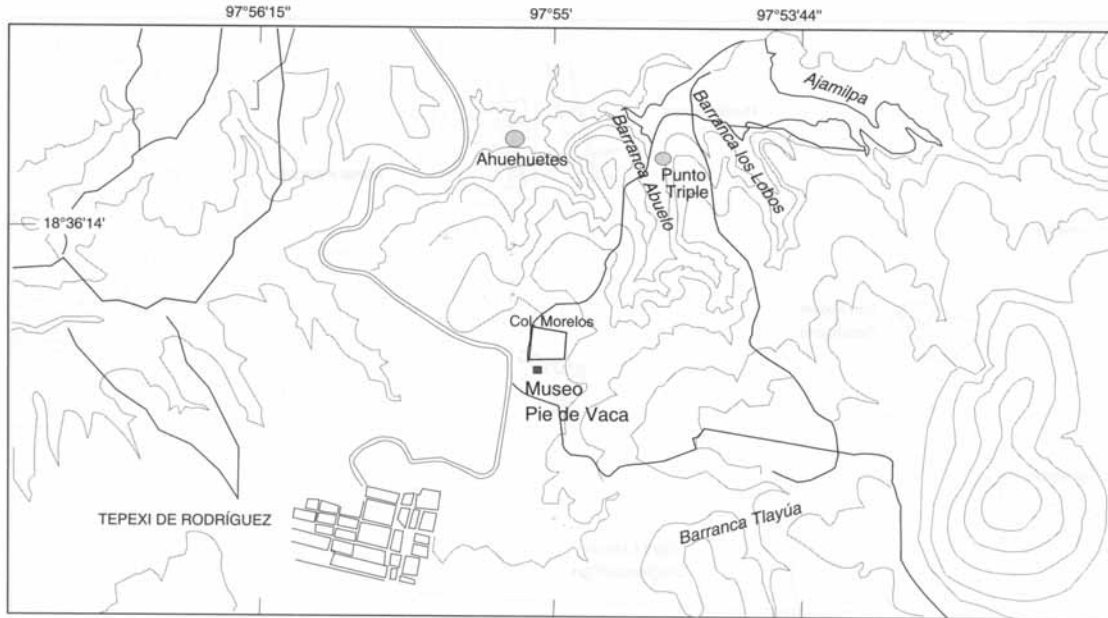 97°56'15"
97°55'
97°53'44"
Ajamilpa
Ahuehuetes
Barranca Abuelo
Punto
Triple
Barranca los Lobos
18°36'14'
Col. Morelos
Museo
Pie de Vaca
TEPEXI DE RODRÍGUEZ
Barranca Tlayúa